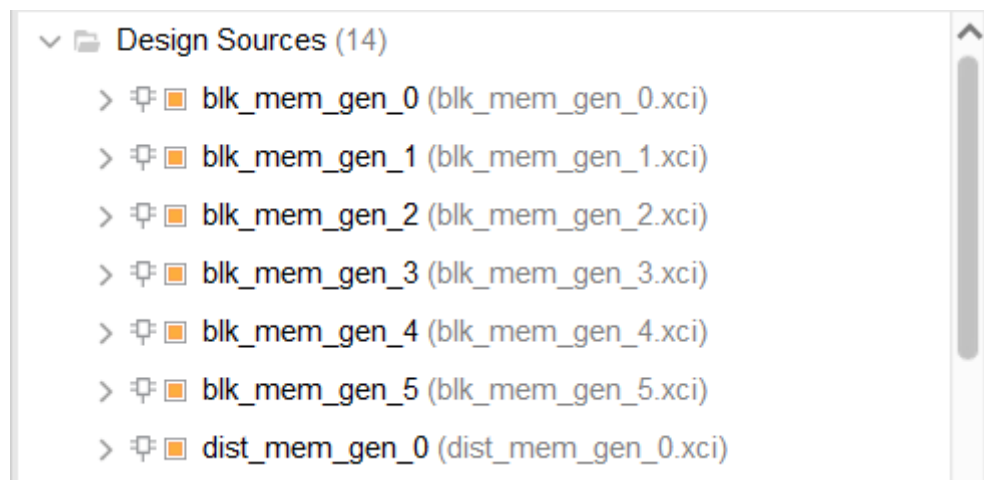 Design Sources (14)
blk_mem_gen_0 (blk_mem_gen_0.xci)
blk_mem_gen_1 (blk_mem_gen_1.xci)
blk_mem_gen_2 (blk_mem_gen_2.xci)
blk_mem_gen_3 (blk_mem_gen_3.xci)
blk_mem_gen_4 (blk_mem_gen_4.xci)
blk_mem_gen_5 (blk_mem_gen_5.xci)
dist_mem_gen_0 (dist_mem_gen_0.xci)